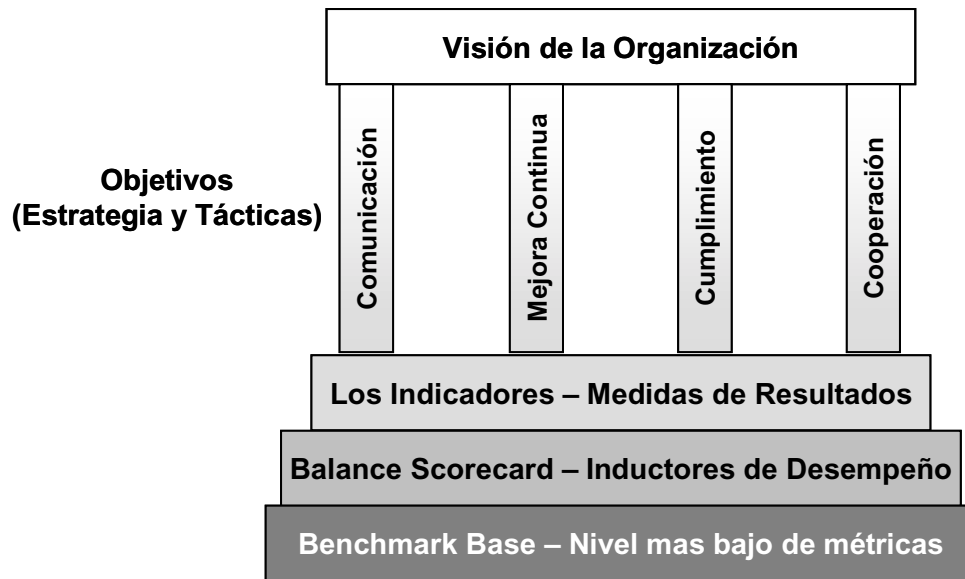 Visión de la Organización
Objetivos
(Estrategia y Tácticas)
Comunicación
Mejora Continua
Cumplimiento
Cooperación
Los Indicadores – Medidas de Resultados
Balance Scorecard – Inductores de Desempeño
Benchmark Base – Nivel mas bajo de métricas